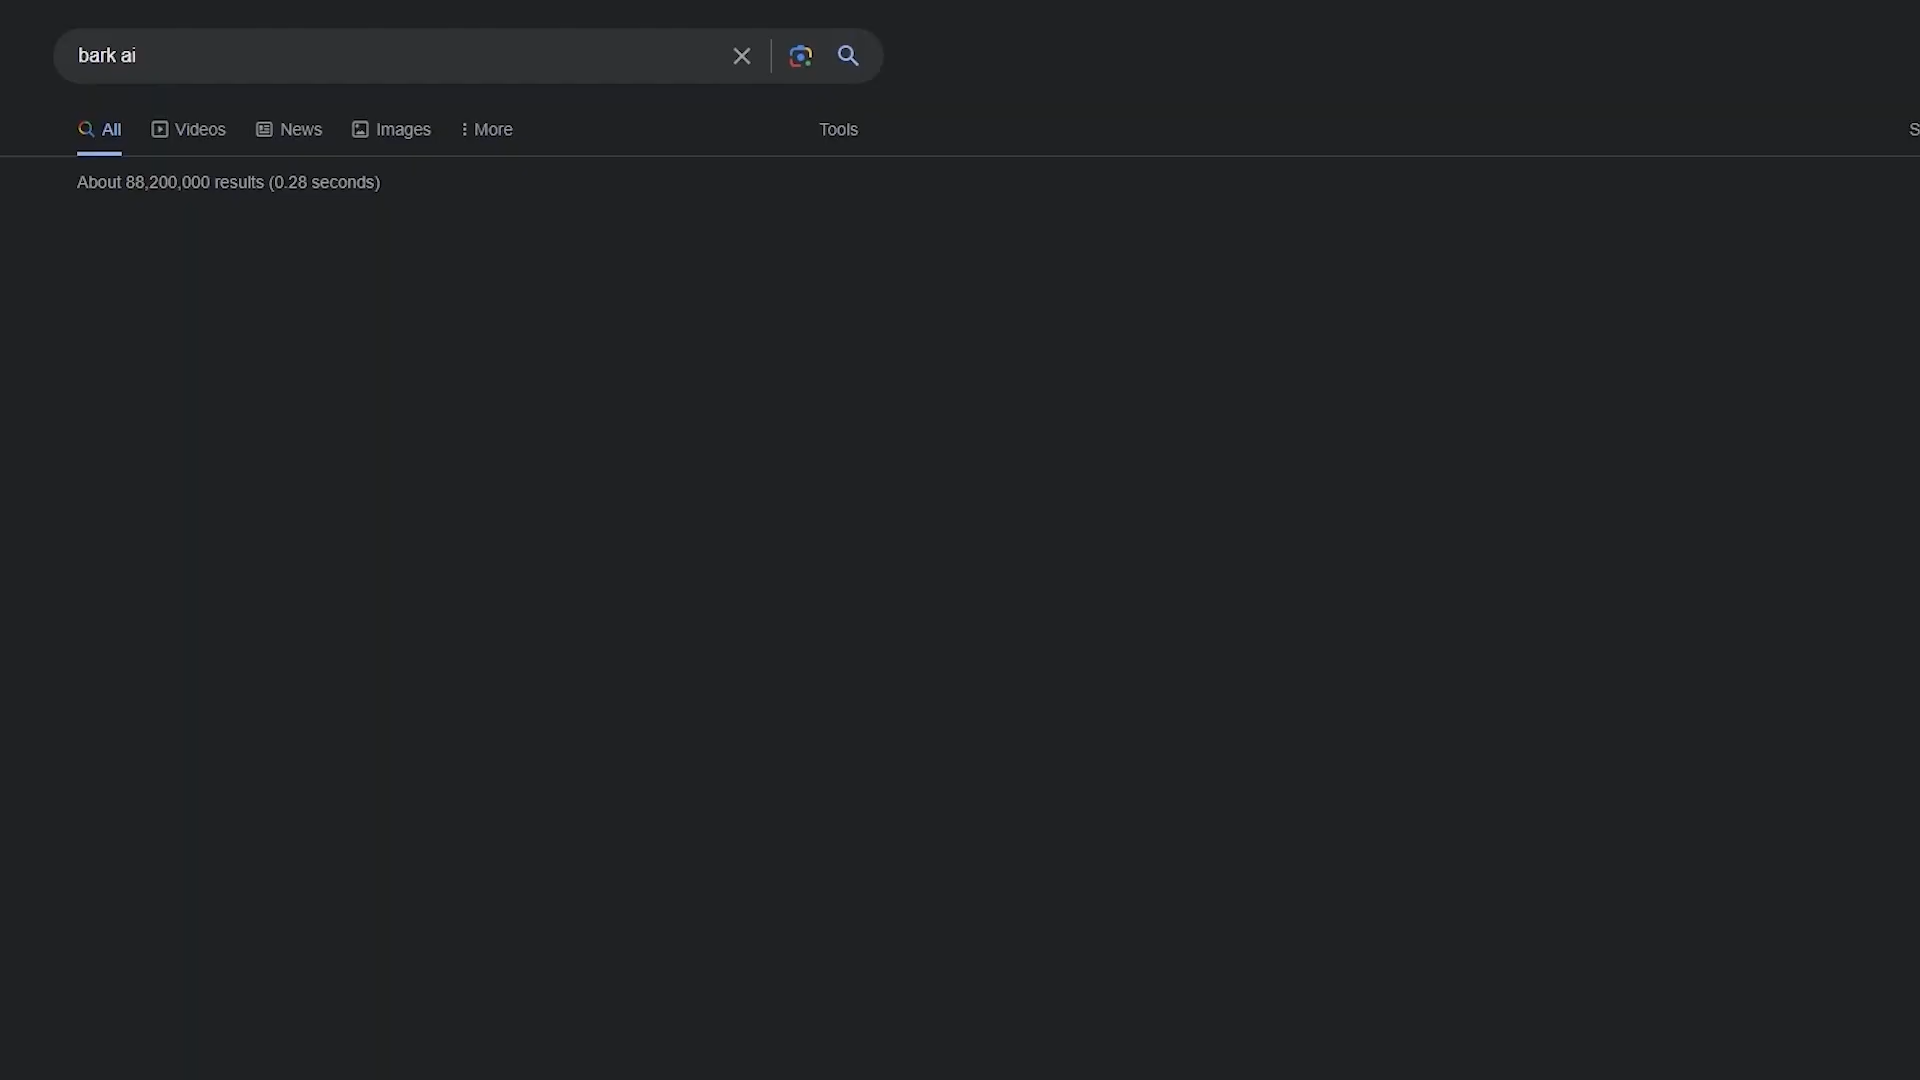 bark ai
All Videos News Images More Tools S
About 88,200,000 results (0.28 seconds)